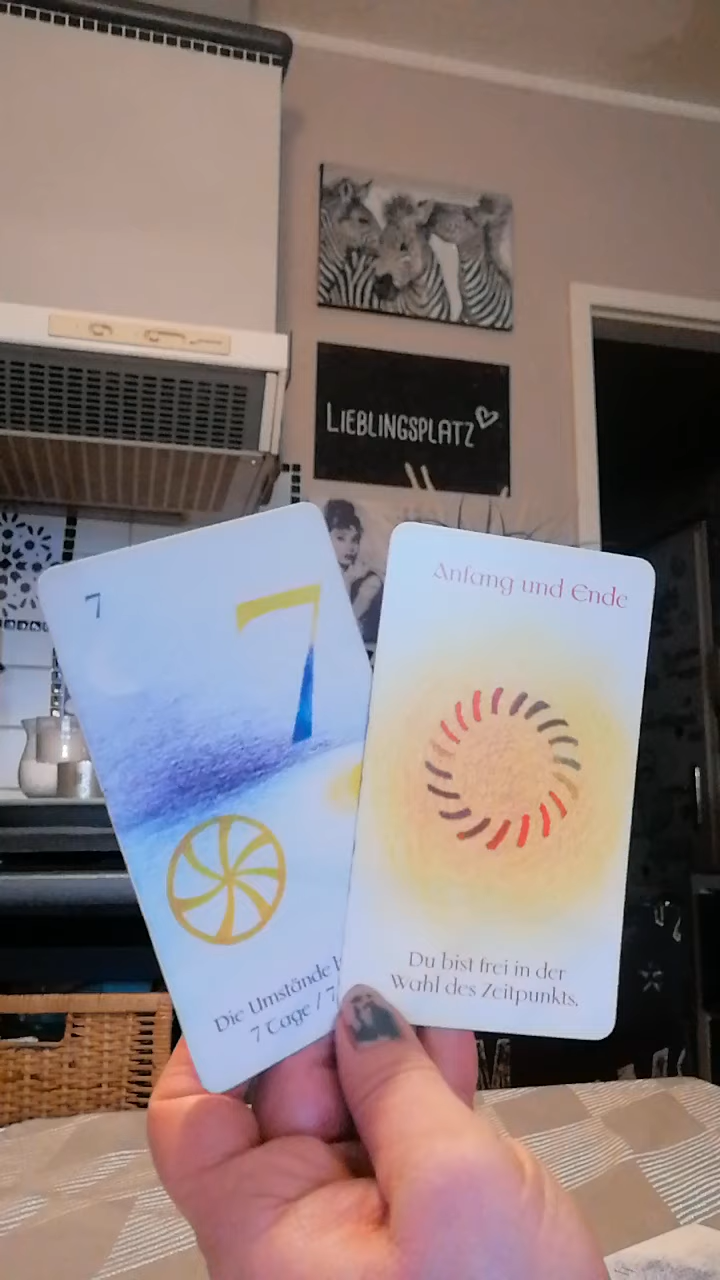 LIEBLINGSPLATZ
7
7
Die Umstände
7 Tage / 7
Anfang und Ende
Du bist frei in der
Wahl des Zeitpunkts.